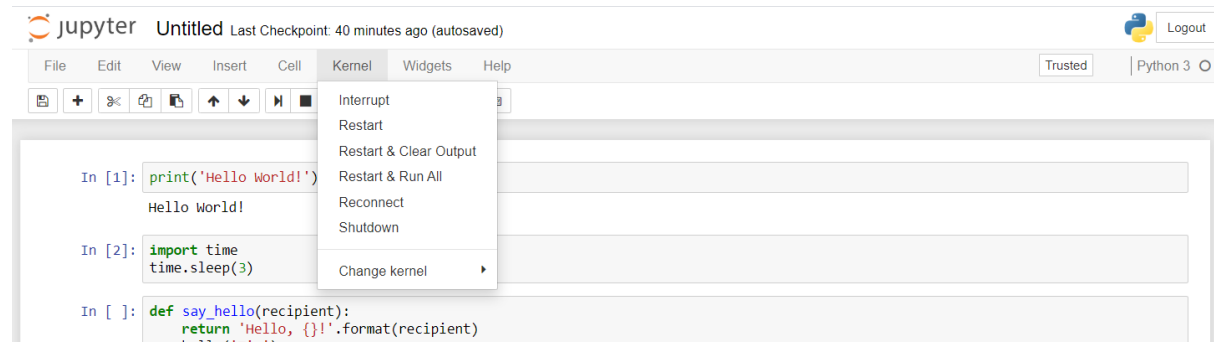 jupyter Untitled Last Checkpoint: 40 minutes ago (autosaved) Logout
File Edit View Insert Cell Kernel Widgets Help Trusted Python 3
Interrupt
Restart
Restart & Clear Output
Restart & Run All
Reconnect
Shutdown
Change kernel
In [1]: print('Hello World!')
Hello World!
In [2]: import time
time.sleep(3)
In [ ]: def say_hello(recipient):
return 'Hello, {}!'.format(recipient)